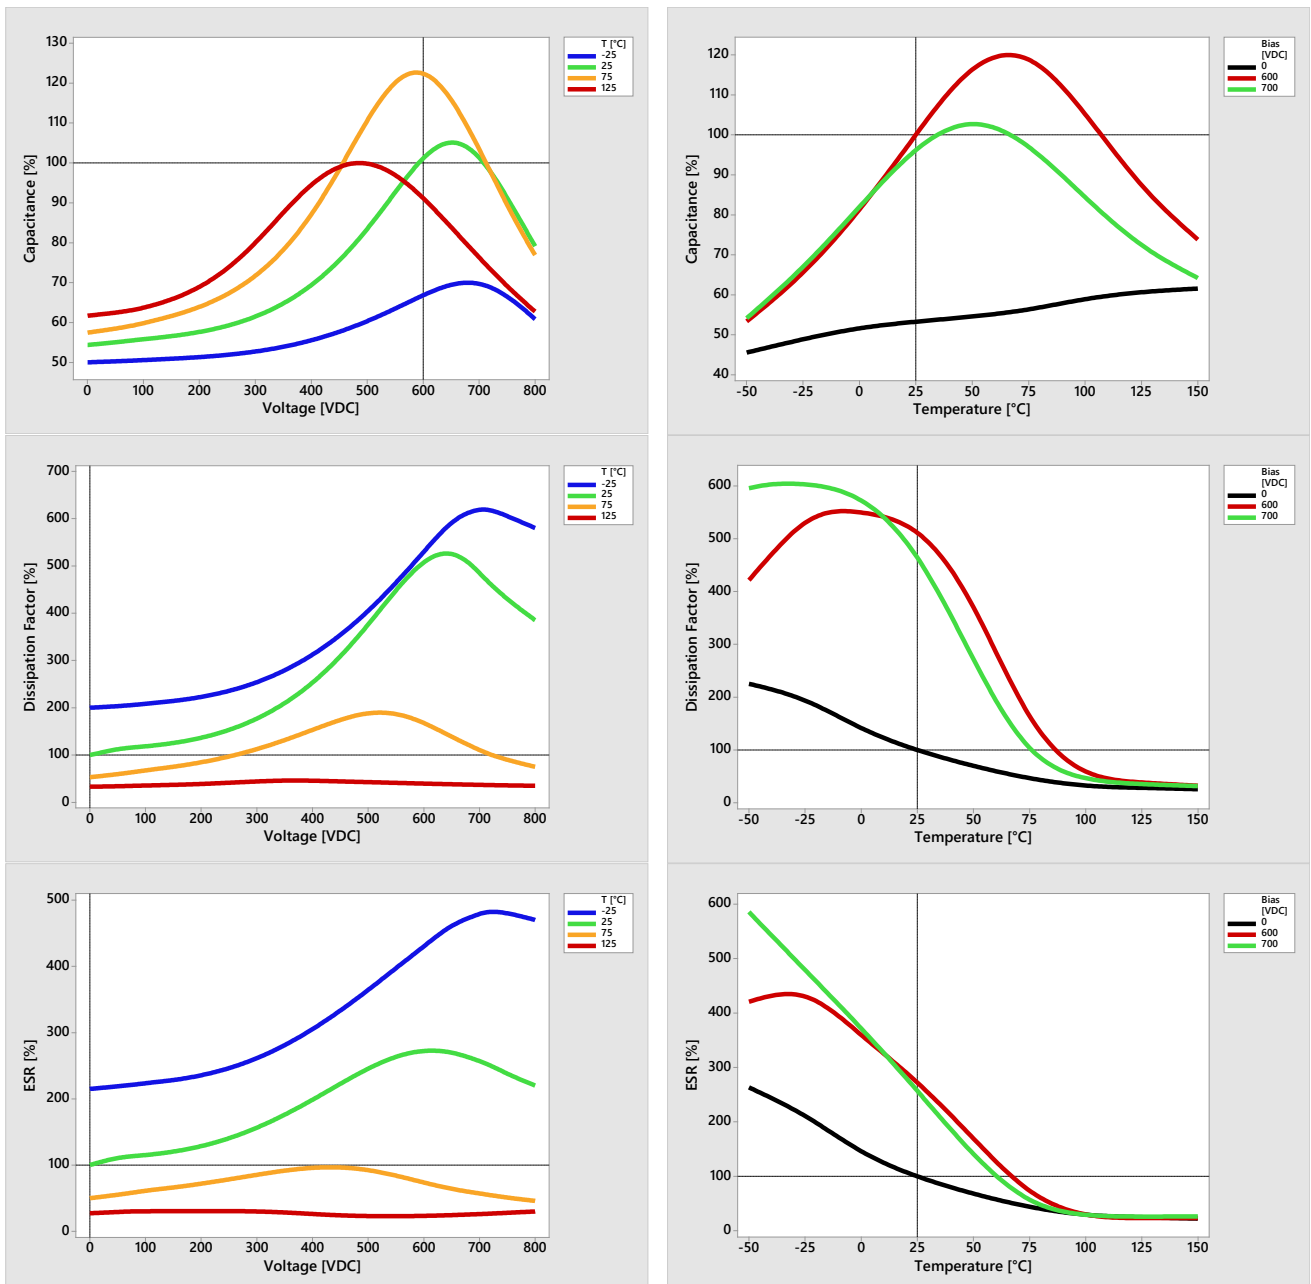 Capacitance [%]
130
120
110
100
90
80
70
60
50
0 100 200 300 400 500 600 700 800
Voltage [VDC]
T [°C]
-25
25
75
125
Capacitance [%]
120
110
100
90
80
70
60
50
40
-50 -25 0 25 50 75 100 125 150
Temperature [°C]
Bias
[VDC]
0
600
700
Dissipation Factor [%]
700
600
500
400
300
200
100
0
0 100 200 300 400 500 600 700 800
Voltage [VDC]
T [°C]
-25
25
75
125
Dissipation Factor [%]
600
500
400
300
200
100
0
-50 -25 0 25 50 75 100 125 150
Temperature [°C]
Bias
[VDC]
0
600
700
ESR [%]
500
400
300
200
100
0
0 100 200 300 400 500 600 700 800
Voltage [VDC]
T [°C]
-25
25
75
125
ESR [%]
600
500
400
300
200
100
0
-50 -25 0 25 50 75 100 125 150
Temperature [°C]
Bias
[VDC]
0
600
700